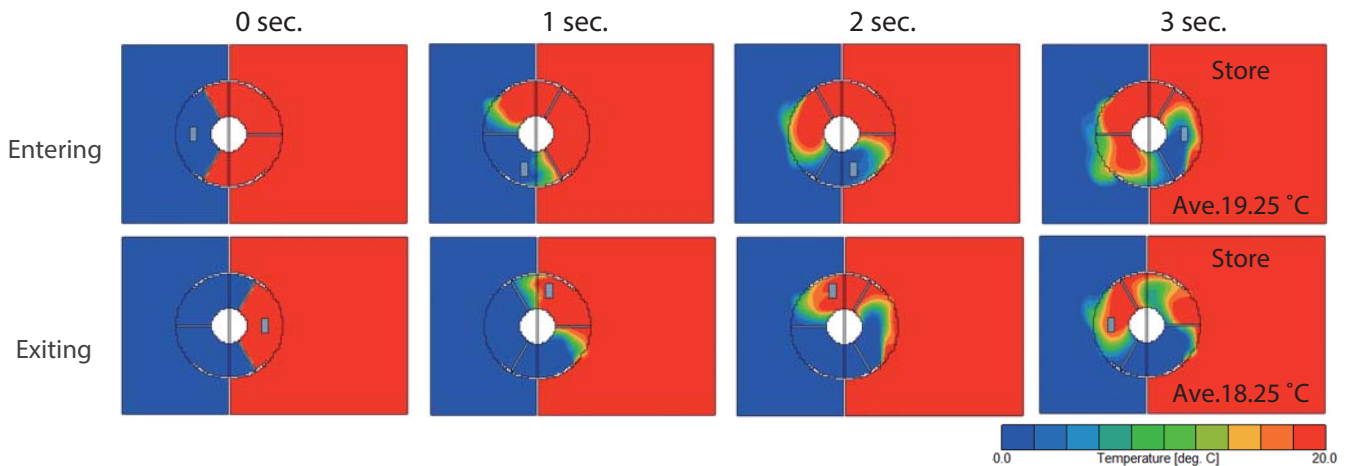 0 sec.
1 sec.
2 sec.
3 sec.
Entering
Store
Ave.19.25 ˚C
Exiting
Store
Ave.18.25 ˚C
0.0
Temperature [deg. C]
20.0